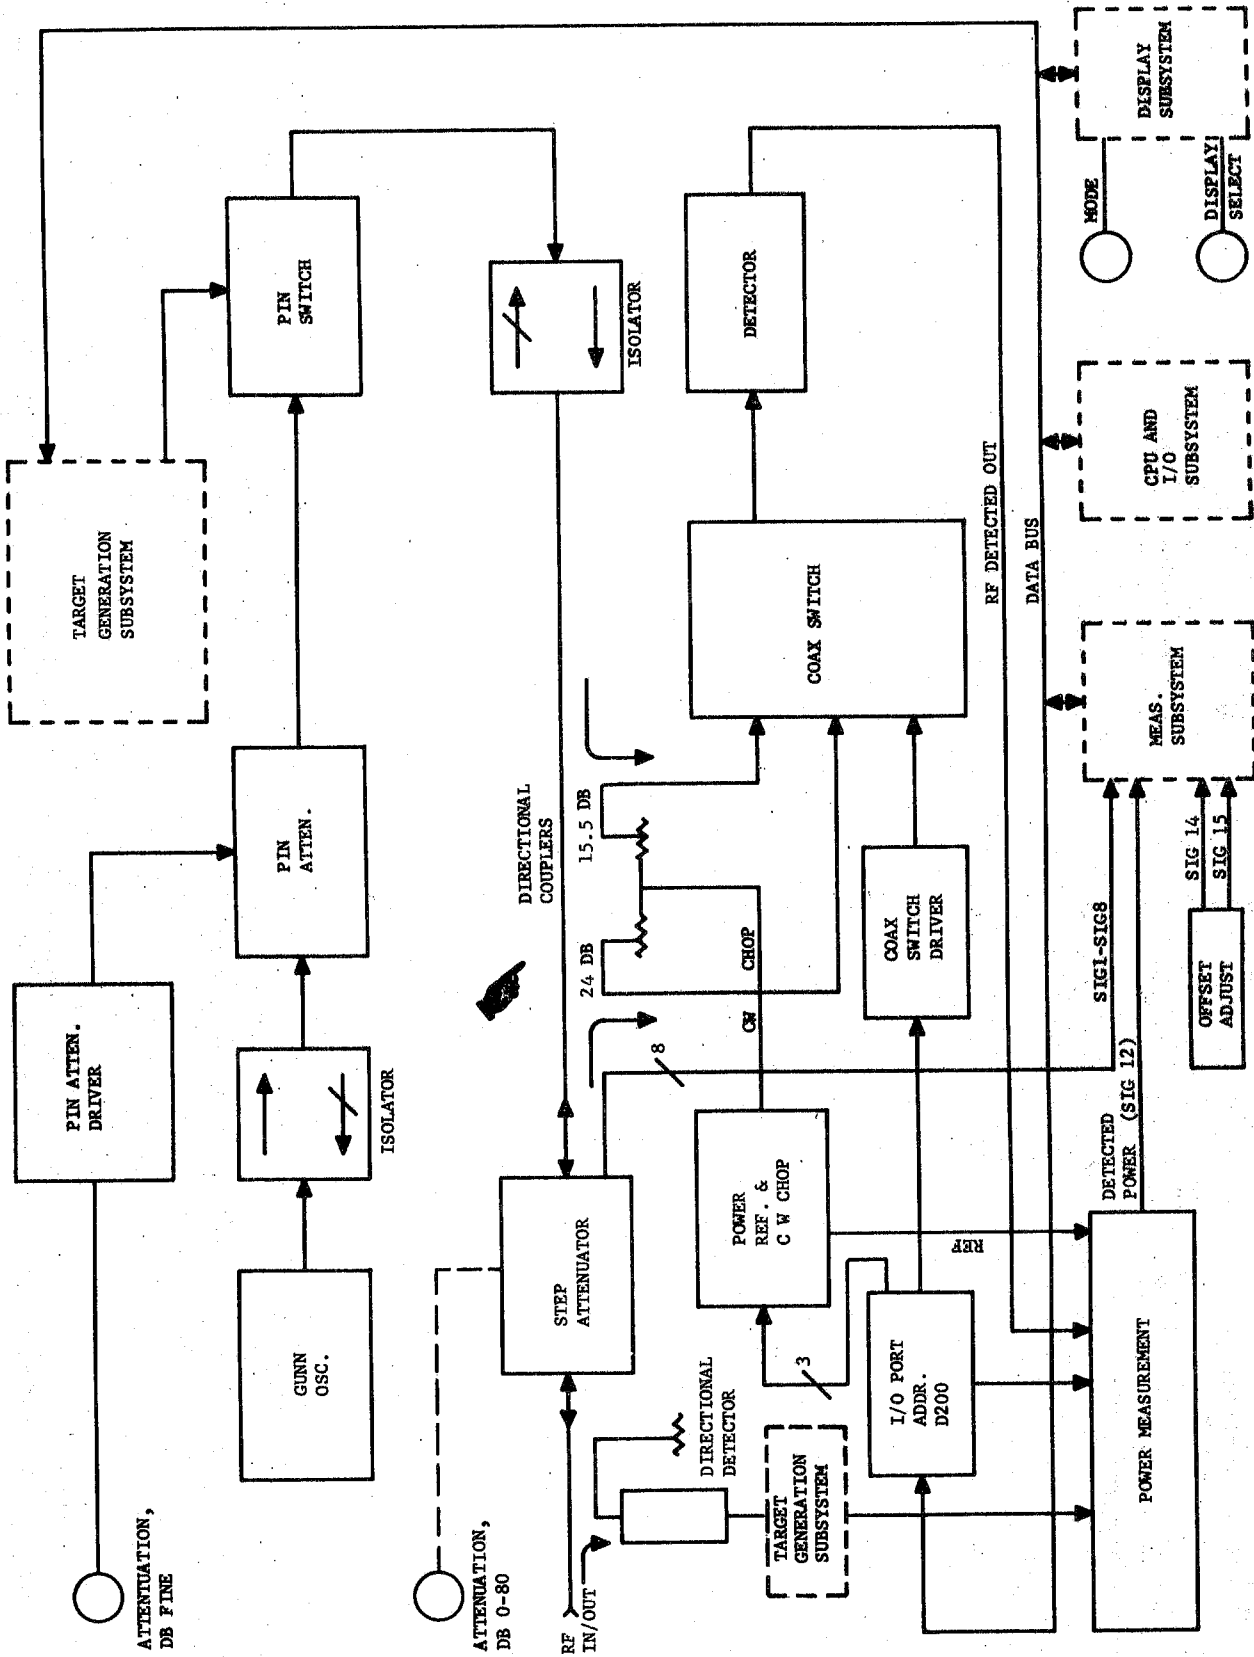 ATTENTUATION,
DB FINE
PIN ATTEN.
DRIVER
TARGET
GENERATION
SUBSYSTEM
GUNN
OSC.
ISOLATOR
PIN
ATTEN.
PIN
SWITCH
ATTENUATION,
DB 0-80
RF
IN/OUT
STEP
ATTENUATOR
DIRECTIONAL
COUPLERS
24 DB
15.5 DB
ISOLATOR
8
DIRECTIONAL
DETECTOR
POWER
REF. &
C W CHOP
CW
CHOP
COAX SWITCH
DETECTOR
TARGET
GENERATION
SUBSYSTEM
3
I/O PORT
ADDR.
D200
COAX
SWITCH
DRIVER
REF
RF DETECTED OUT
DATA BUS
POWER MEASUREMENT
DETECTED
POWER (SIG 12)
SIG1-SIG8
OFFSET
ADJUST
SIG 14
SIG 15
MEAS.
SUBSYSTEM
CPU AND
I/O
SUBSYSTEM
MODE
DISPLAY
SELECT
DISPLAY
SUBSYSTEM